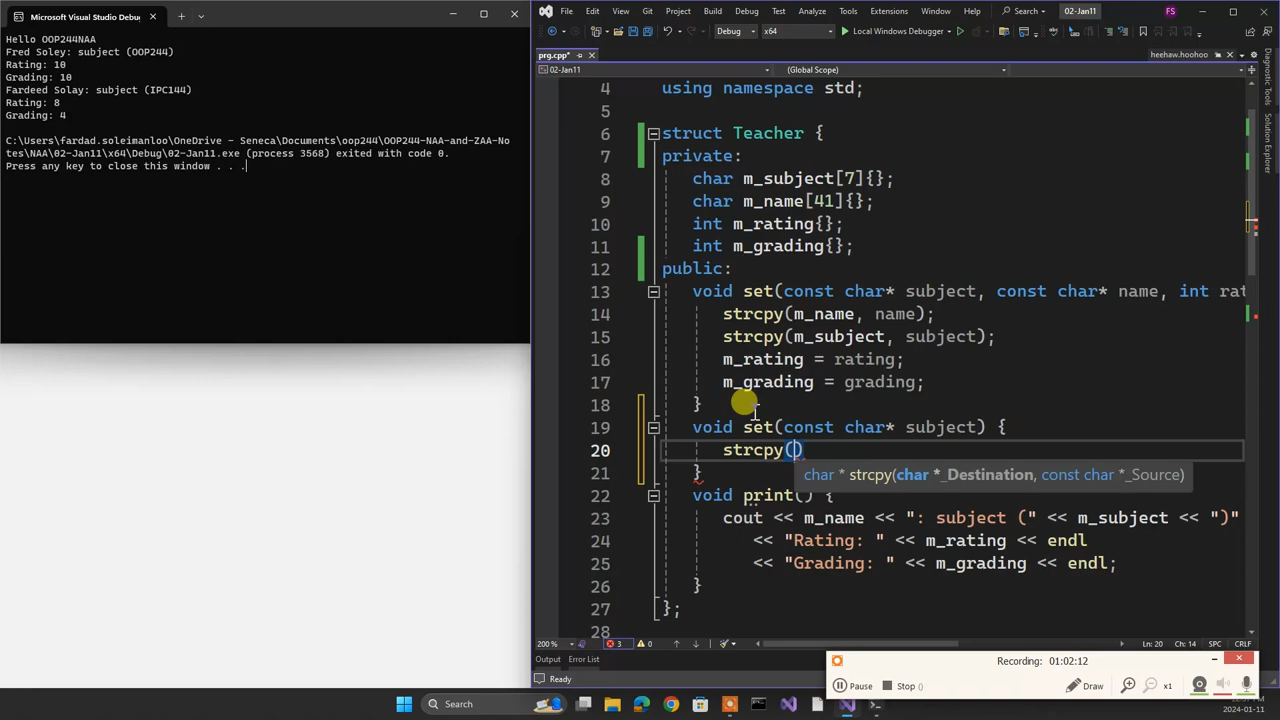 Microsoft Visual Studio Debug
Hello OOP244NAA
Fred Soley: subject (OOP244)
Rating: 10
Grading: 10
Fardeed Solay: subject (IPC144)
Rating: 8
Grading: 4
C:\Users\fardad.soleimanloo\OneDrive - Seneca\Documents\oop244\OOP244-NAA-and-ZAA-No
tes\NAA\02-Jan11\x64\Debug\02-Jan11.exe (process 3568) exited with code 0.
Press any key to close this window . . .
File Edit View Git Project Build Debug Test Analyze Tools Extensions Window Help Search 02-Jan11 FS
Debug x64 Local Windows Debugger
prg.cpp* heehaw.hoohoo
02-Jan11 (Global Scope)
4 using namespace std;
5
6 struct Teacher {
7 private:
8 char m_subject[7]{};
9 char m_name[41]{};
10 int m_rating{};
11 int m_grading{};
12 public:
13 void set(const char* subject, const char* name, int rat
14 strcpy(m_name, name);
15 strcpy(m_subject, subject);
16 m_rating = rating;
17 m_grading = grading;
18 }
19 void set(const char* subject) {
20 strcpy()
char * strcpy(char *_Destination, const char *_Source)
21 }
22 void print() {
23 cout << m_name << ": subject (" << m_subject << ")"
24 << "Rating: " << m_rating << endl
25 << "Grading: " << m_grading << endl;
26 }
27 };
28
Diagnostic Tools
Solution Explorer
200 % 3 0 Ln: 20 Ch: 14 SPC CRLF
Output Error List
Ready
Recording: 01:02:12
Pause Stop () Draw x1
Search
2024-01-11